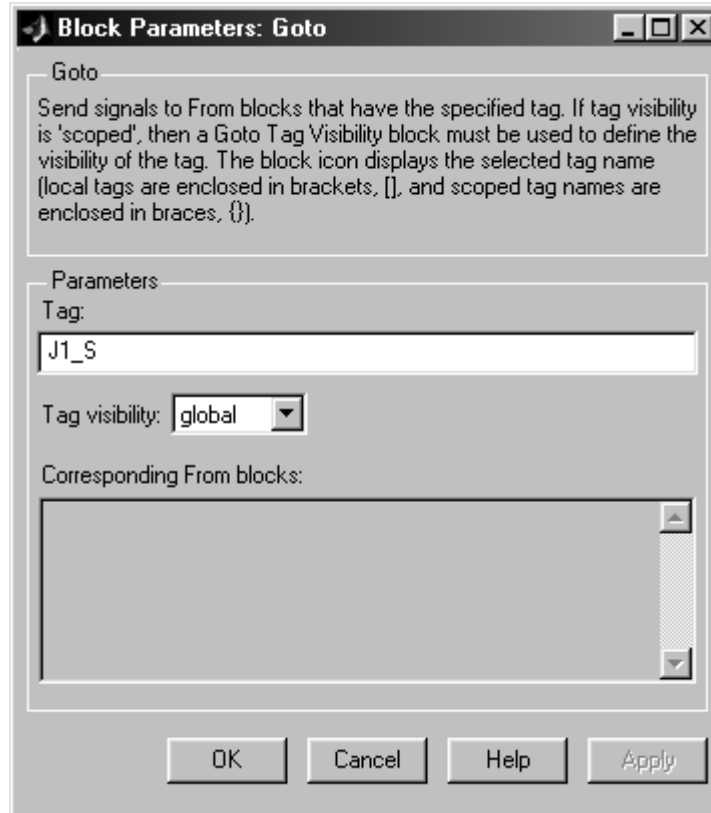 Block Parameters: Goto
Goto
Send signals to From blocks that have the specified tag. If tag visibility
is 'scoped', then a Goto Tag Visibility block must be used to define the
visibility of the tag. The block icon displays the selected tag name
(local tags are enclosed in brackets, [], and scoped tag names are
enclosed in braces, {}).
Parameters
Tag:
J1_S
Tag visibility: global
Corresponding From blocks:
OK Cancel Help Apply